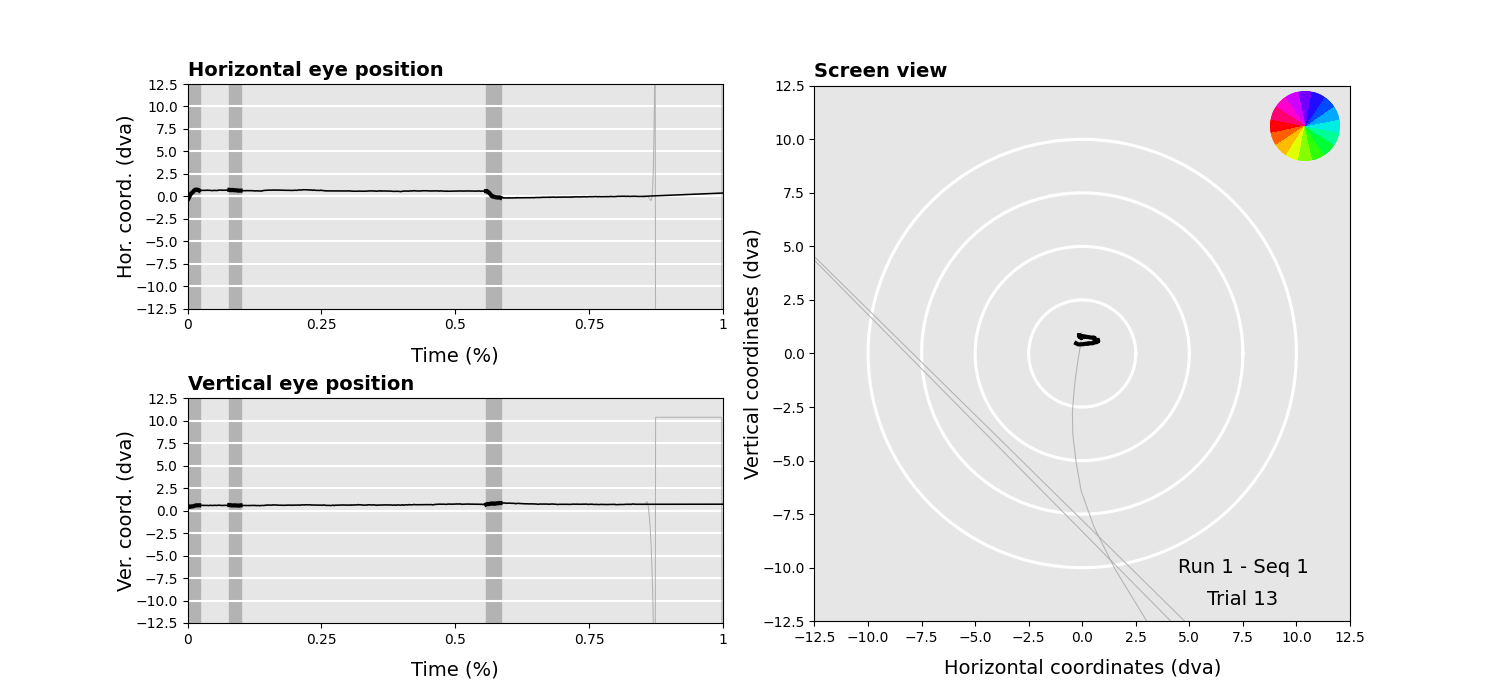 Horizontal eye position
12.5
10.0
7.5
5.0
2.5
0.0
−2.5
−5.0
−7.5
−10.0
−12.5
Hor. coord. (dva)
0 0.25 0.5 0.75 1
Time (%)
Vertical eye position
12.5
10.0
7.5
5.0
2.5
0.0
−2.5
−5.0
−7.5
−10.0
−12.5
Ver. coord. (dva)
0 0.25 0.5 0.75 1
Time (%)
Screen view
12.5
10.0
7.5
5.0
2.5
0.0
−2.5
−5.0
−7.5
−10.0
−12.5
Vertical coordinates (dva)
Run 1 - Seq 1
Trial 13
−12.5 −10.0 −7.5 −5.0 −2.5 0.0 2.5 5.0 7.5 10.0 12.5
Horizontal coordinates (dva)